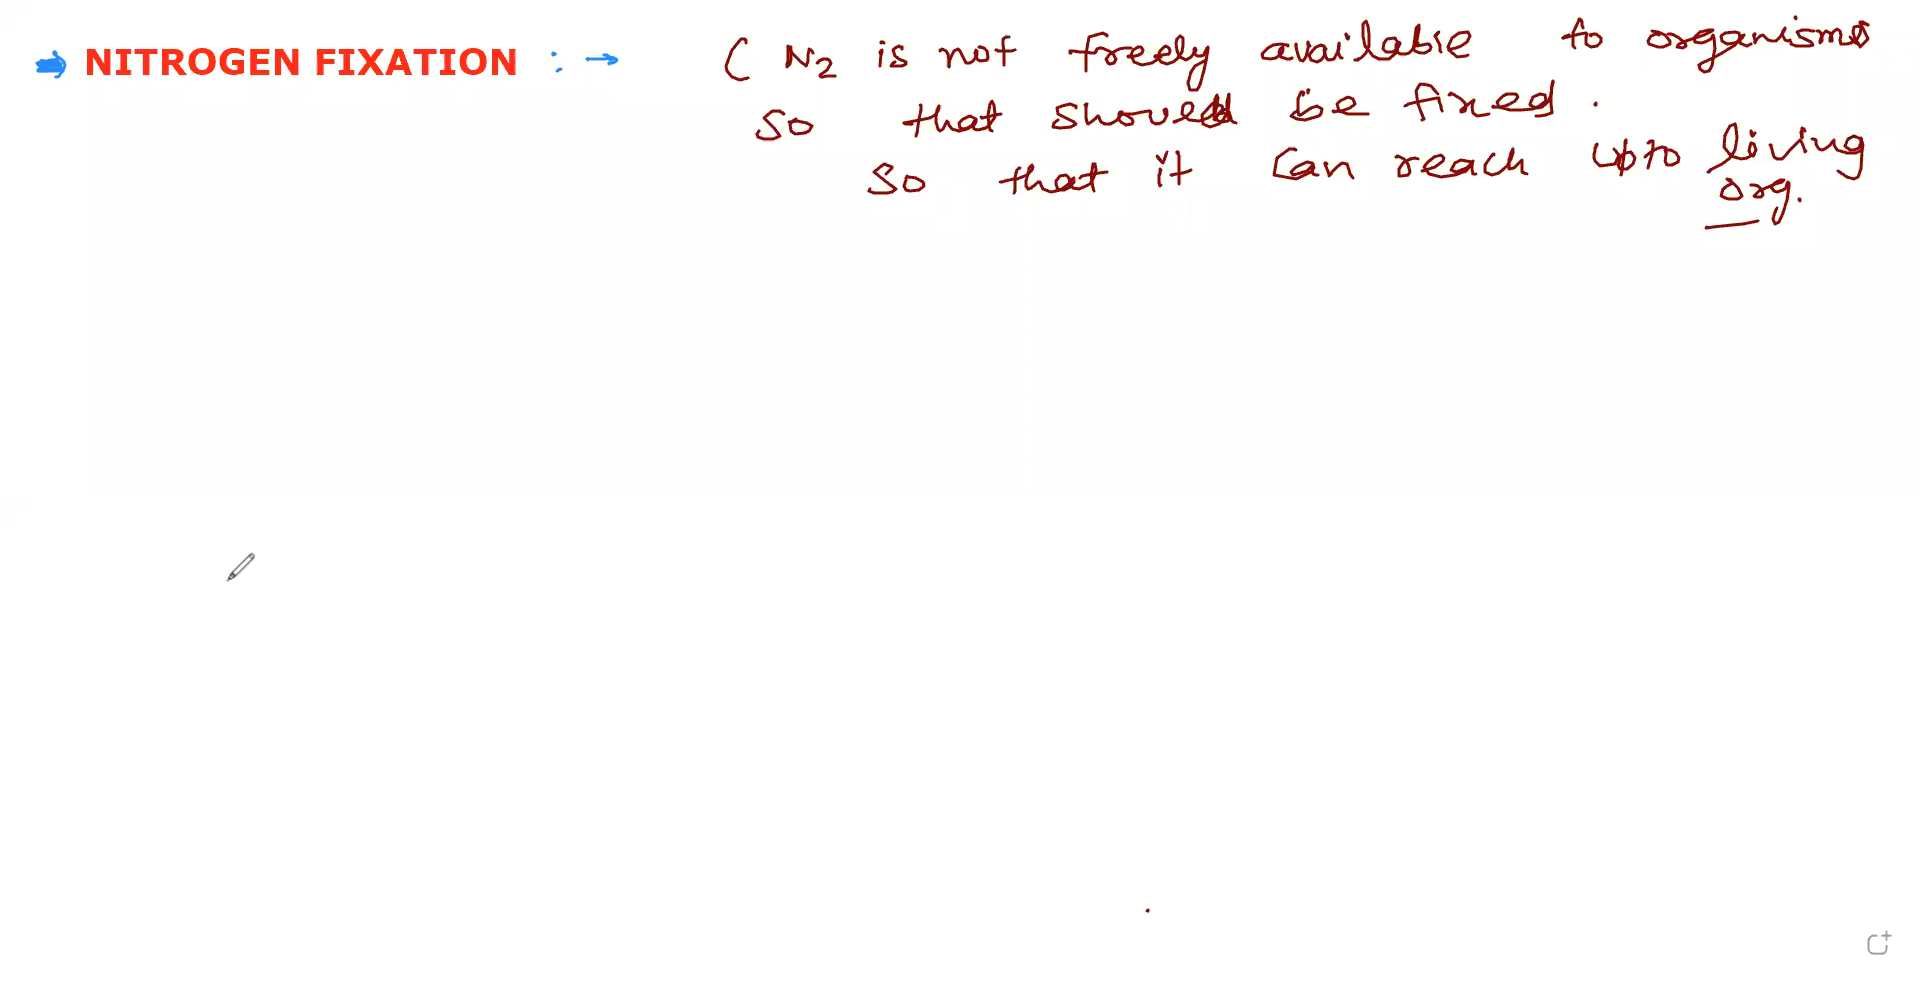 NITROGEN FIXATION : → ( N2 is not freely available to organisms
so that should be fixed.
so that it can reach upto living
org.